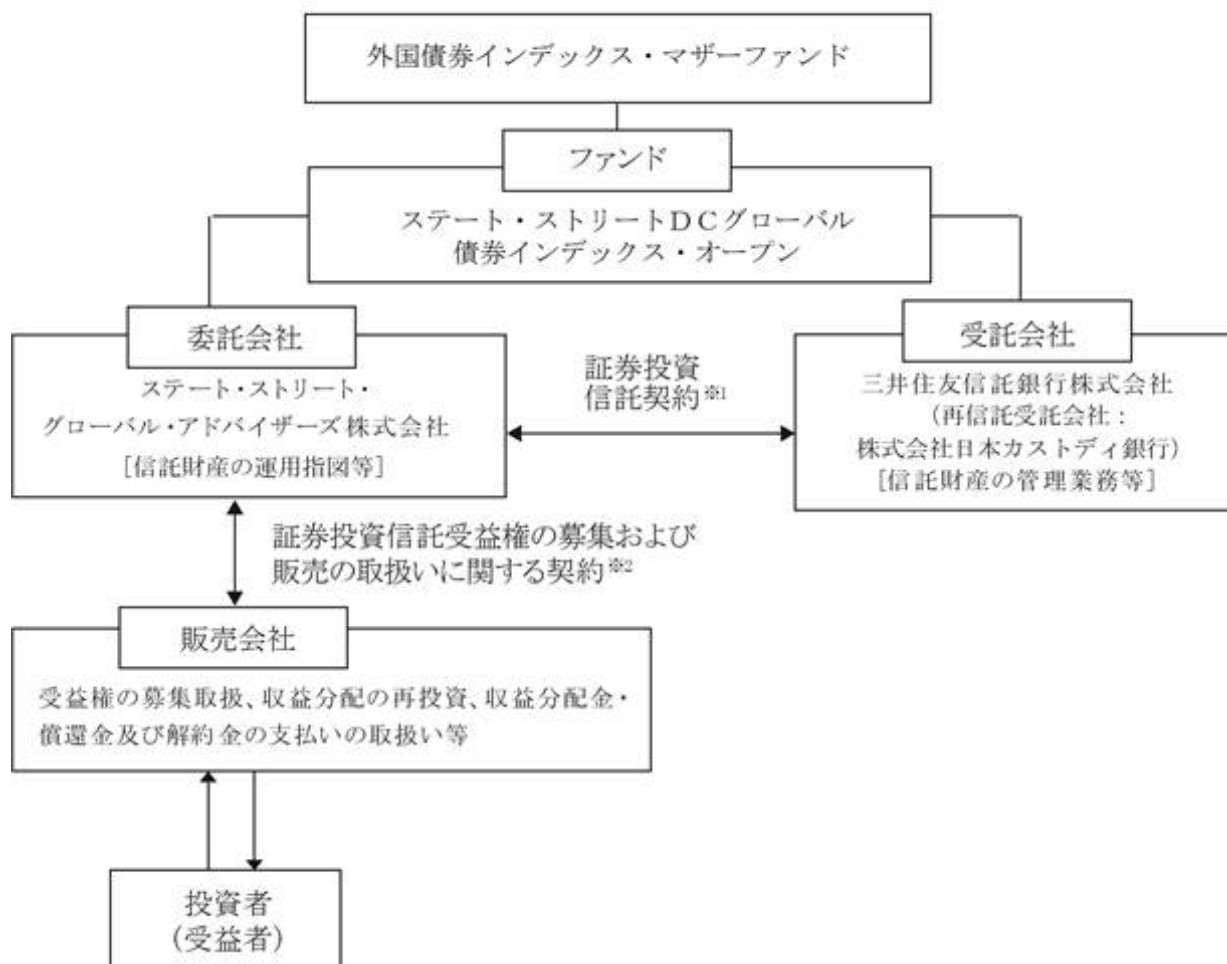 外国債券インデックス・マザーファンド
ファンド
ステート・ストリートＤＣグローバル
債券インデックス・オープン
委託会社
ステート・ストリート・
グローバル・アドバイザーズ株式会社
［信託財産の運用指図等］
証券投資
信託契約※1
受託会社
三井住友信託銀行株式会社
(再信託受託会社：
株式会社日本カストディ銀行)
［信託財産の管理業務等］
証券投資信託受益権の募集および
販売の取扱いに関する契約※2
販売会社
受益権の募集取扱、収益分配の再投資、収益分配金・
償還金及び解約金の支払いの取扱い等
投資者
(受益者)